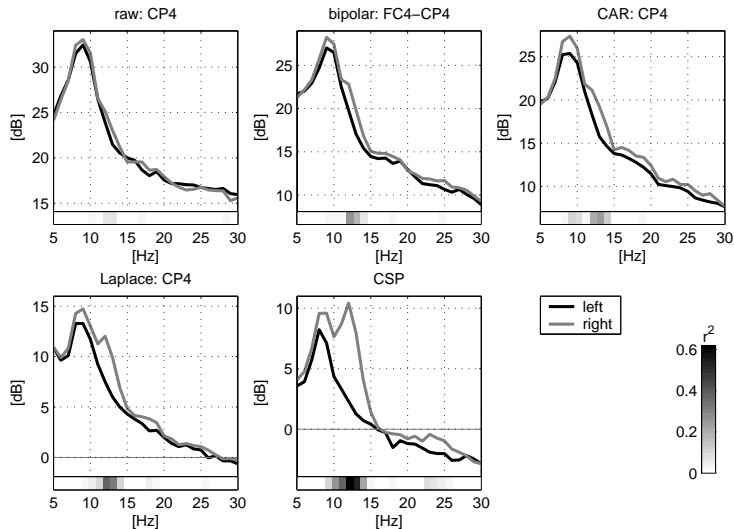 raw: CP4
[dB]
30
25
20
15
5 10 15 20 25 30
[Hz]
bipolar: FC4−CP4
[dB]
25
20
15
10
5 10 15 20 25 30
[Hz]
CAR: CP4
[dB]
25
20
15
10
5 10 15 20 25 30
[Hz]
Laplace: CP4
[dB]
15
10
5
0
5 10 15 20 25 30
[Hz]
CSP
[dB]
10
5
0
5 10 15 20 25 30
[Hz]
left
right
r²
0.6
0.4
0.2
0